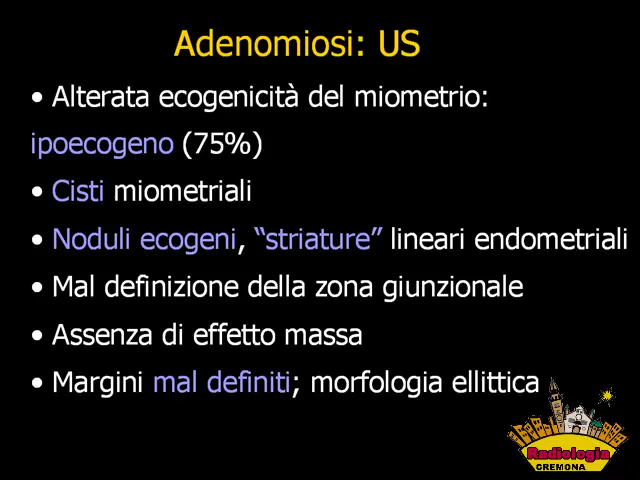 Adenomiosi: US
• Alterata ecogenicità del miometrio:
ipoecogeno (75%)
• Cisti miometriali
• Noduli ecogeni, “striature” lineari endometriali
• Mal definizione della zona giunzionale
• Assenza di effetto massa
• Margini mal definiti; morfologia ellittica
Radiologia
CREMONA